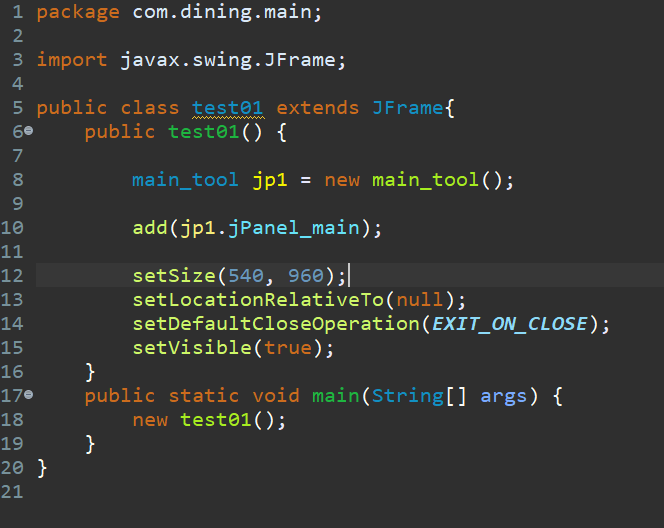 1 package com.dining.main;
2
3 import javax.swing.JFrame;
4
5 public class test01 extends JFrame{
6 public test01() {
7
8 main_tool jp1 = new main_tool();
9
10 add(jp1.jPanel_main);
11
12 setSize(540, 960);
13 setLocationRelativeTo(null);
14 setDefaultCloseOperation(EXIT_ON_CLOSE);
15 setVisible(true);
16 }
17 public static void main(String[] args) {
18 new test01();
19 }
20 }
21